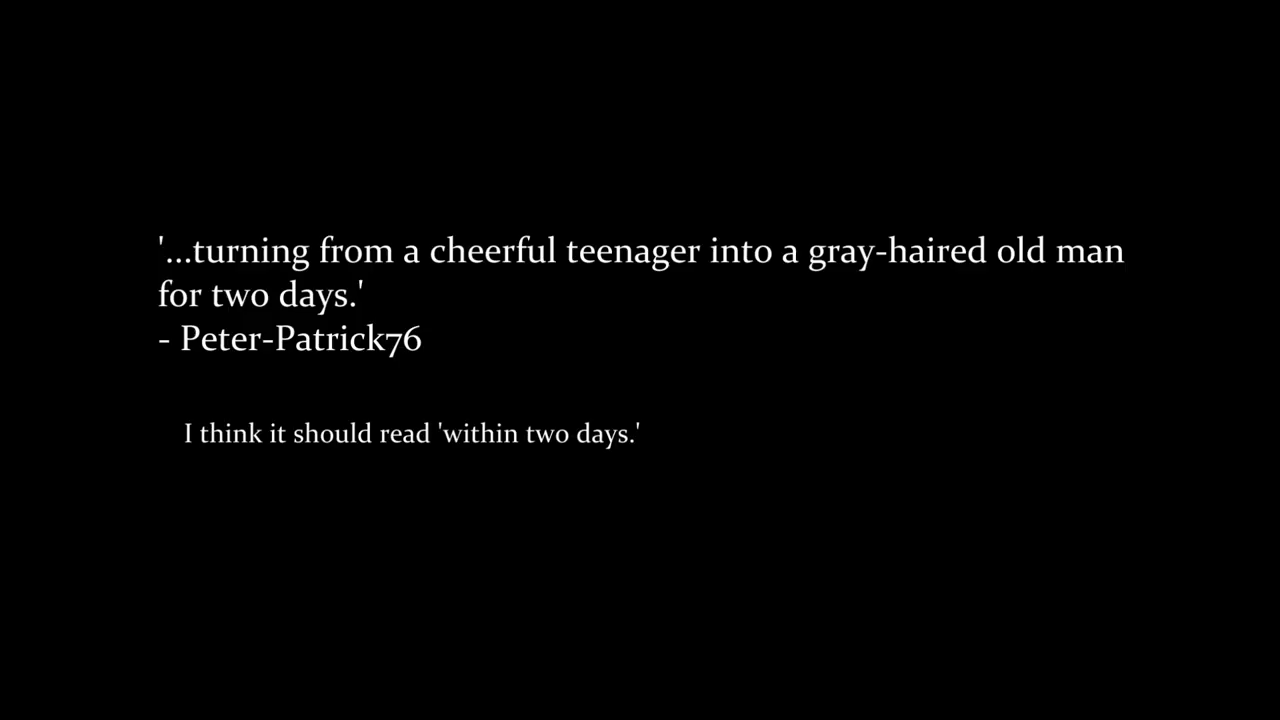 '...turning from a cheerful teenager into a gray-haired old man
for two days.'
- Peter-Patrick76
I think it should read 'within two days.'